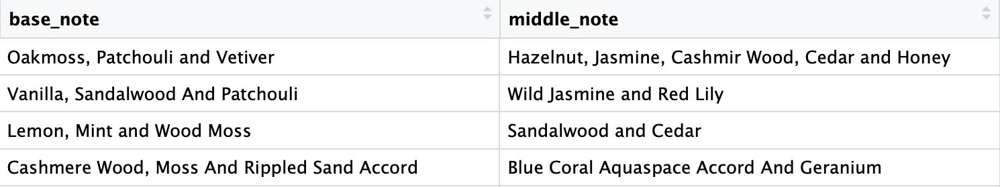 base_note middle_note
Oakmoss, Patchouli and Vetiver Hazelnut, Jasmine, Cashmir Wood, Cedar and Honey
Vanilla, Sandalwood And Patchouli Wild Jasmine and Red Lily
Lemon, Mint and Wood Moss Sandalwood and Cedar
Cashmere Wood, Moss And Rippled Sand Accord Blue Coral Aquaspace Accord And Geranium